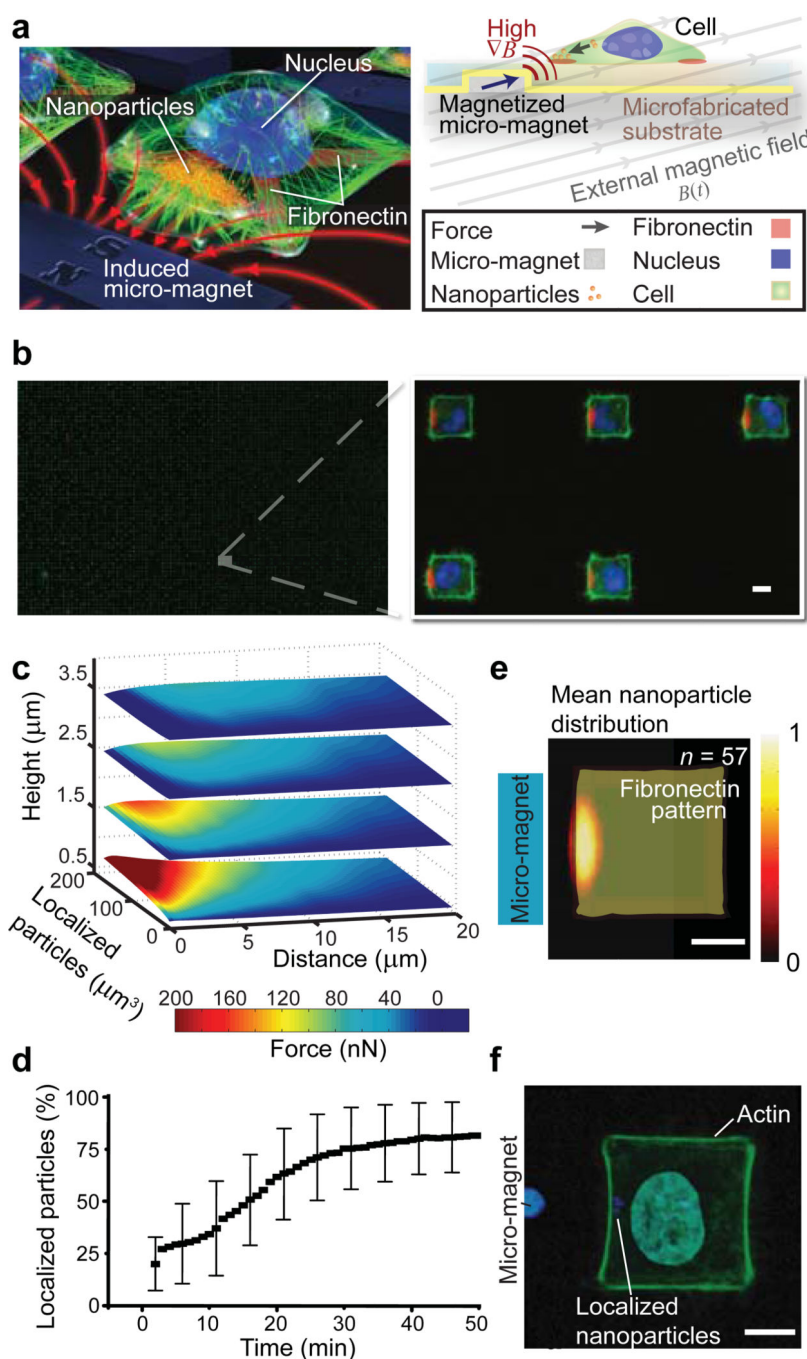 a
Nucleus
Nanoparticles
Fibronectin
Induced
micro-magnet
S
N
High
∇B
Cell
Magnetized
micro-magnet
Microfabricated
substrate
External magnetic field
B(t)
Force
Fibronectin
Micro-magnet
Nucleus
Nanoparticles
Cell
b
c
3.5
2.5
1.5
0.5
Height (μm)
200
100
0
Localized
particles (μm³)
0
5
10
15
20
Distance (μm)
200 160 120 80 40 0
Force (nN)
d
100
75
50
25
0
Localized particles (%)
0 10 20 30 40 50
Time (min)
e
Mean nanoparticle
distribution
n = 57
Fibronectin
pattern
Micro-magnet
1
0
f
Actin
Micro-magnet
Localized
nanoparticles